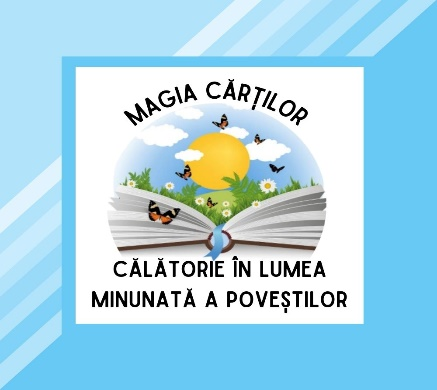 MAGIA CĂRȚILOR
CĂLĂTORIE ÎN LUMEA
MINUNATĂ A POVEȘTILOR